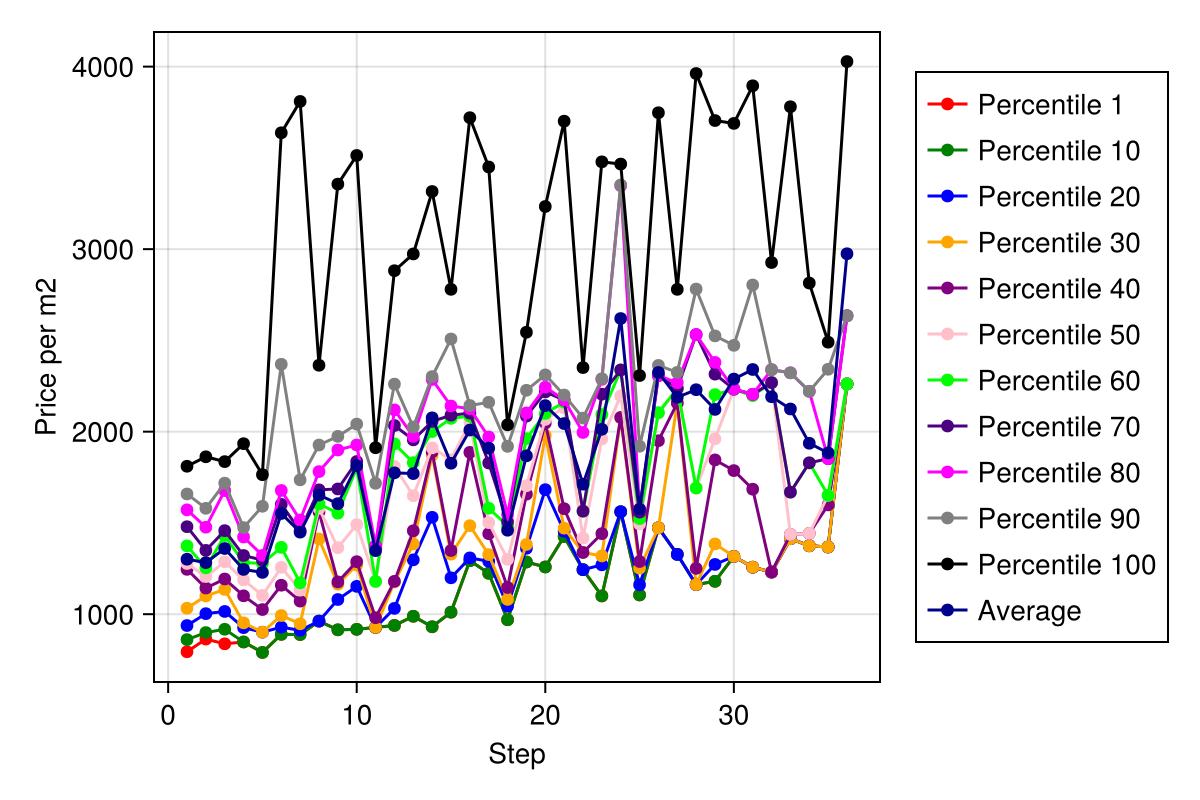 4000
3000
2000
1000
Price per m2
0 10 20 30
Step
Percentile 1
Percentile 10
Percentile 20
Percentile 30
Percentile 40
Percentile 50
Percentile 60
Percentile 70
Percentile 80
Percentile 90
Percentile 100
Average